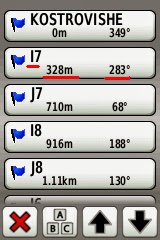 KOSTROVISHE
0m 349°
I7
328m 283°
J7
710m 68°
I8
916m 188°
J8
1.11km 130°
A
B C